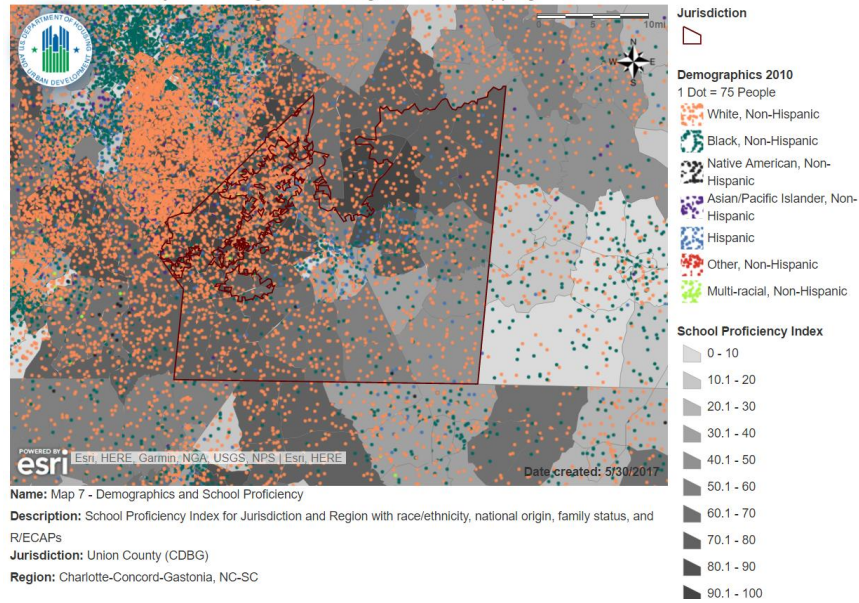 U.S. DEPARTMENT OF HOUSING
AND URBAN DEVELOPMENT
10mi
N
W E
S
POWERED BY
esri
Esri, HERE, Garmin, NGA, USGS, NPS | Esri, HERE
Date created: 5/30/2017
Name: Map 7 - Demographics and School Proficiency
Description: School Proficiency Index for Jurisdiction and Region with race/ethnicity, national origin, family status, and
R/ECAPs
Jurisdiction: Union County (CDBG)
Region: Charlotte-Concord-Gastonia, NC-SC
Jurisdiction
Demographics 2010
1 Dot = 75 People
White, Non-Hispanic
Black, Non-Hispanic
Native American, Non-
Hispanic
Asian/Pacific Islander, Non-
Hispanic
Hispanic
Other, Non-Hispanic
Multi-racial, Non-Hispanic
School Proficiency Index
0 - 10
10.1 - 20
20.1 - 30
30.1 - 40
40.1 - 50
50.1 - 60
60.1 - 70
70.1 - 80
80.1 - 90
90.1 - 100